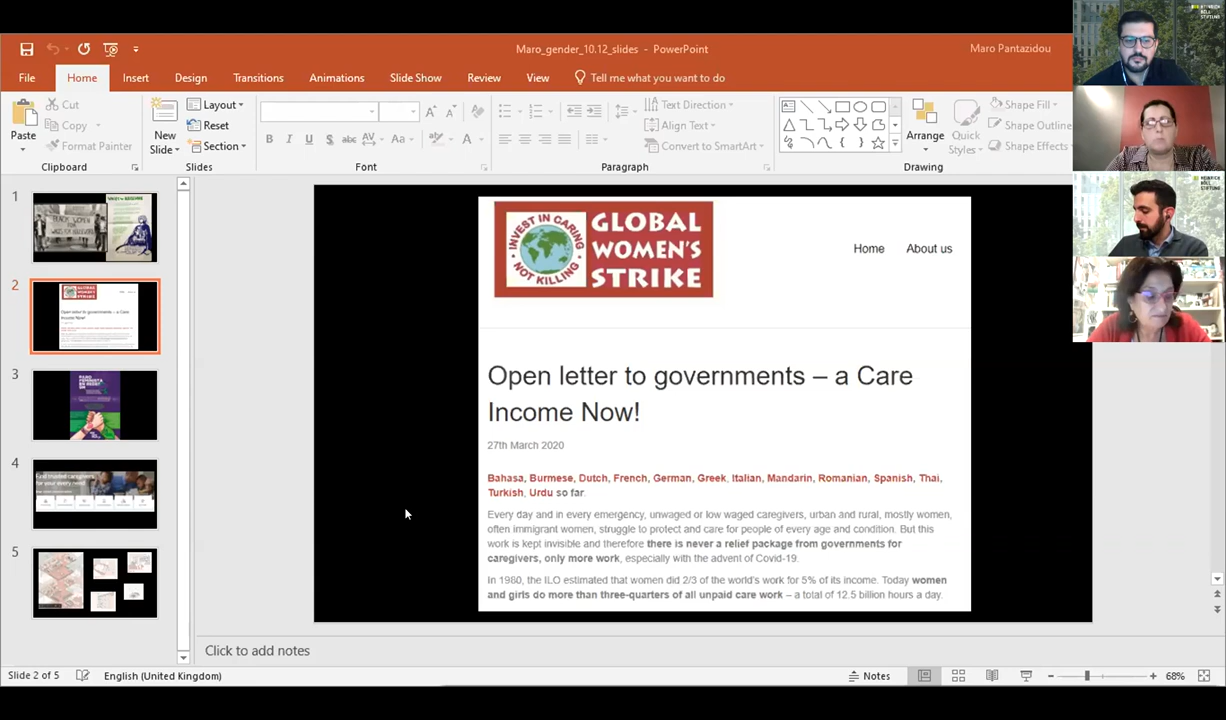 Maro_gender_10.12_slides - PowerPoint
Maro Pantazidou
File
Home
Insert
Design
Transitions
Animations
Slide Show
Review
View
Tell me what you want to do
Paste
Cut
Copy
Format Painter
Clipboard
New
Slide
Layout
Reset
Section
Slides
Font
Text Direction
Align Text
Convert to SmartArt
Paragraph
Arrange
Quick
Styles
Shape Fill
Shape Outline
Shape Effects
Drawing
HEINRICH
BÖLL
STIFTUNG
1
2
3
4
5
INVEST IN CARING
NOT KILLING
GLOBAL
WOMEN'S
STRIKE
Home
About us
Open letter to governments – a Care
Income Now!
27th March 2020
Bahasa, Burmese, Dutch, French, German, Greek, Italian, Mandarin, Romanian, Spanish, Thai,
Turkish, Urdu so far.
Every day and in every emergency, unwaged or low waged caregivers, urban and rural, mostly women,
often immigrant women, struggle to protect and care for people of every age and condition. But this
work is kept invisible and therefore there is never a relief package from governments for
caregivers, only more work, especially with the advent of Covid-19.
In 1980, the ILO estimated that women did 2/3 of the world's work for 5% of its income. Today women
and girls do more than three-quarters of all unpaid care work – a total of 12.5 billion hours a day.
Click to add notes
Slide 2 of 5
English (United Kingdom)
Notes
68%